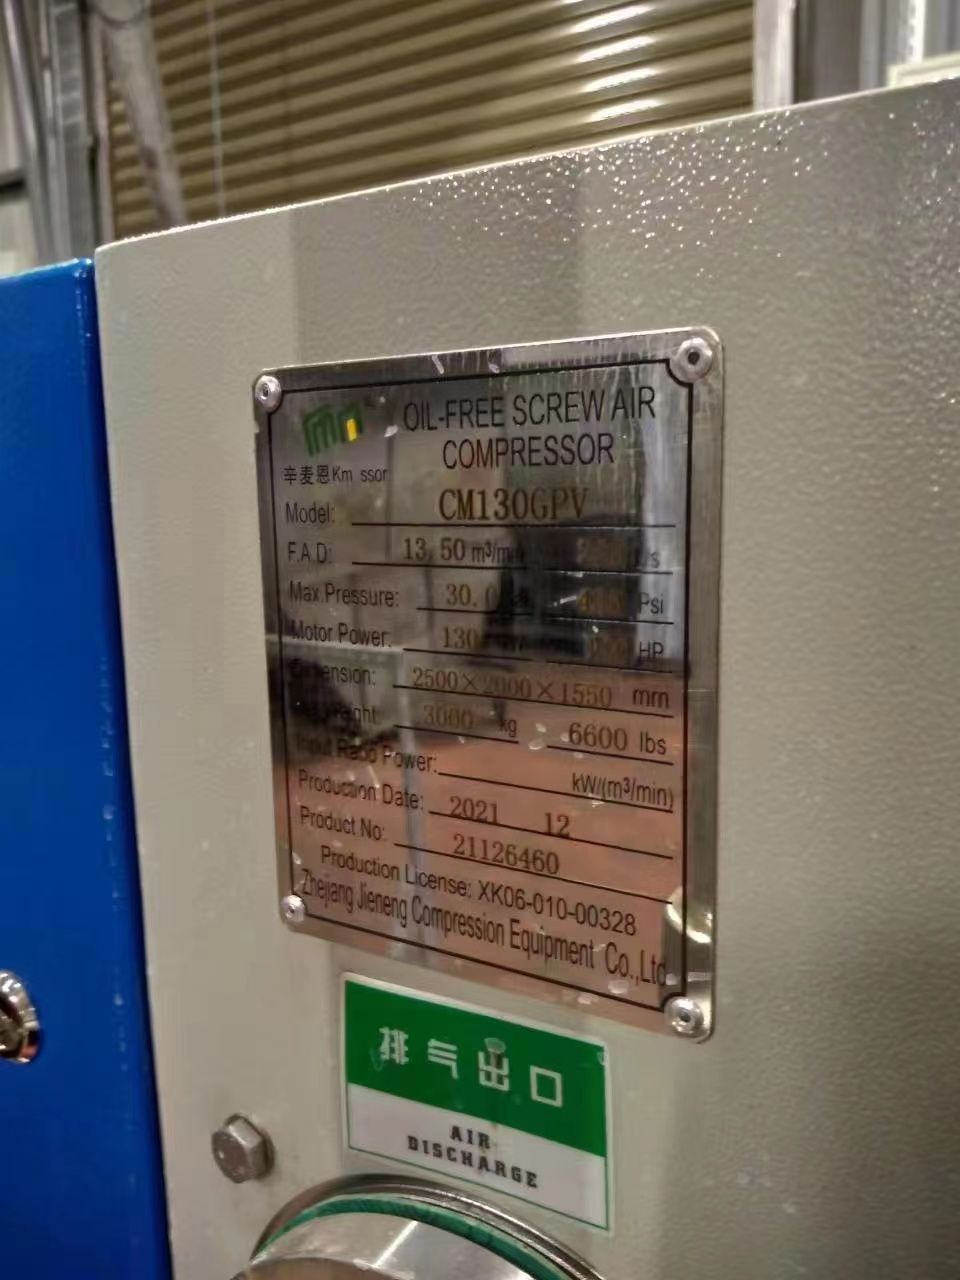 OIL-FREE SCREW AIR
COMPRESSOR
辛麦恩Km ssor
Model: CM130GPV
F.A.D: 13.50 m³/min
Max.Pressure: 30.0 Psi
Motor Power: 130 HP
2500×2000×1550 mm
3000 kg 6600 lbs
Input Ratio Power: kW/(m³/min)
Production Date: 2021 12
Product No: 21126460
Production License: XK06-010-00328
Zhejiang Jieneng Compression Equipment Co.,Ltd
排气出口
AIR
DISCHARGE